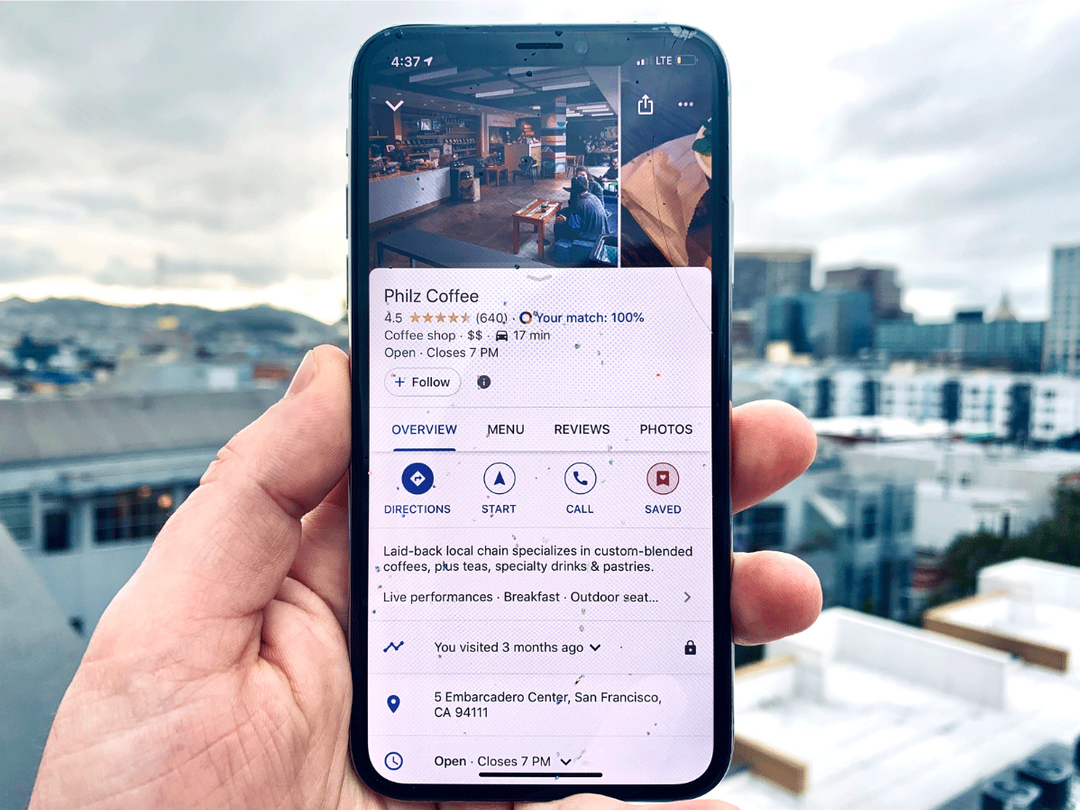 4:37 LTE
Philz Coffee
4.5 (640) · Your match: 100%
Coffee shop · $$ · 17 min
Open · Closes 7 PM
+ Follow
OVERVIEW MENU REVIEWS PHOTOS
DIRECTIONS START CALL SAVED
Laid-back local chain specializes in custom-blended
coffees, plus teas, specialty drinks & pastries.
Live performances · Breakfast · Outdoor seat...
You visited 3 months ago
5 Embarcadero Center, San Francisco,
CA 94111
Open · Closes 7 PM